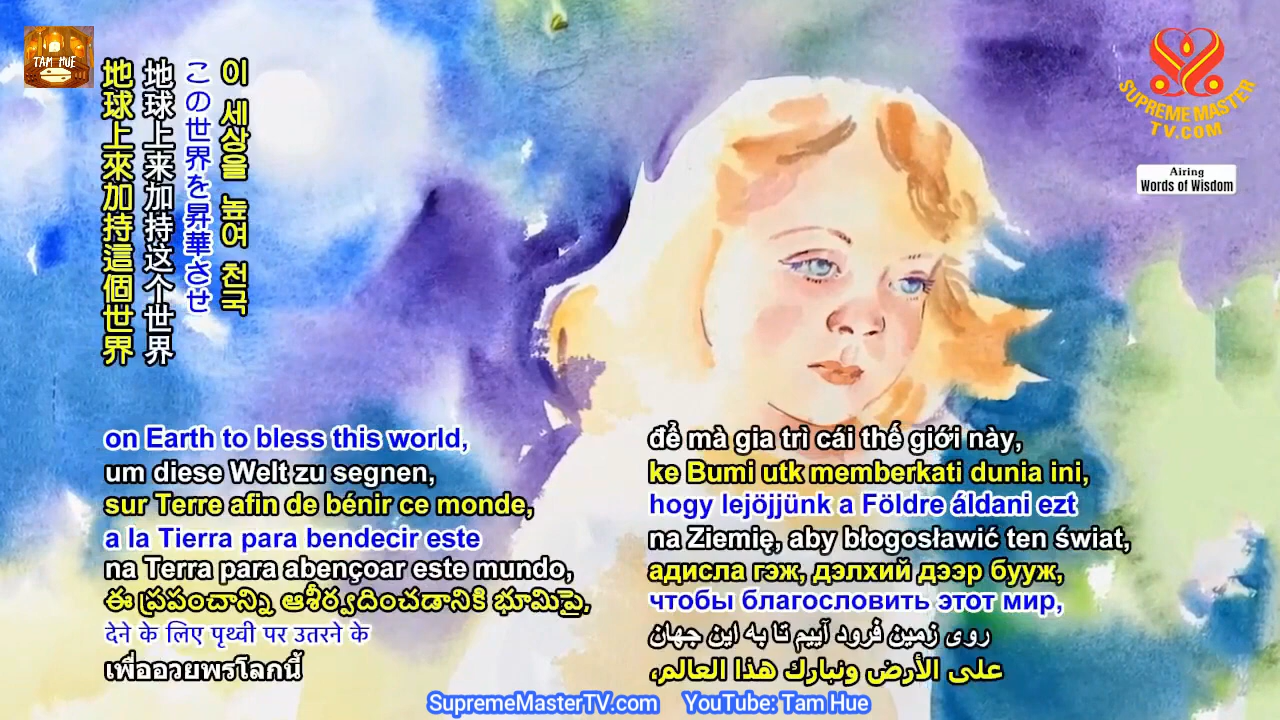 TAM HUE
地球上來加持這個世界
地球上来加持这个世界
この世界を昇華させ
이 세상을 높여 천국
SUPREME MASTER
TV.COM
Airing
Words of Wisdom
on Earth to bless this world,
um diese Welt zu segnen,
sur Terre afin de bénir ce monde,
a la Tierra para bendecir este
na Terra para abençoar este mundo,
ఈ ప్రపంచాన్ని ఆశీర్వదించడానికి భూమిపై,
देने के लिए पृथ्वी पर उतरने के
เพื่ออวยพรโลกนี้
để mà gia trì cái thế giới này,
ke Bumi utk memberkati dunia ini,
hogy lejöjjünk a Földre áldani ezt
na Ziemię, aby błogosławić ten świat,
адисла гэж, дэлхий дээр бууж,
чтобы благословить этот мир,
روی زمین فرود آییم تا به این جهان
على الأرض ونبارك هذا العالم،
SupremeMasterTV.com YouTube: Tam Hue